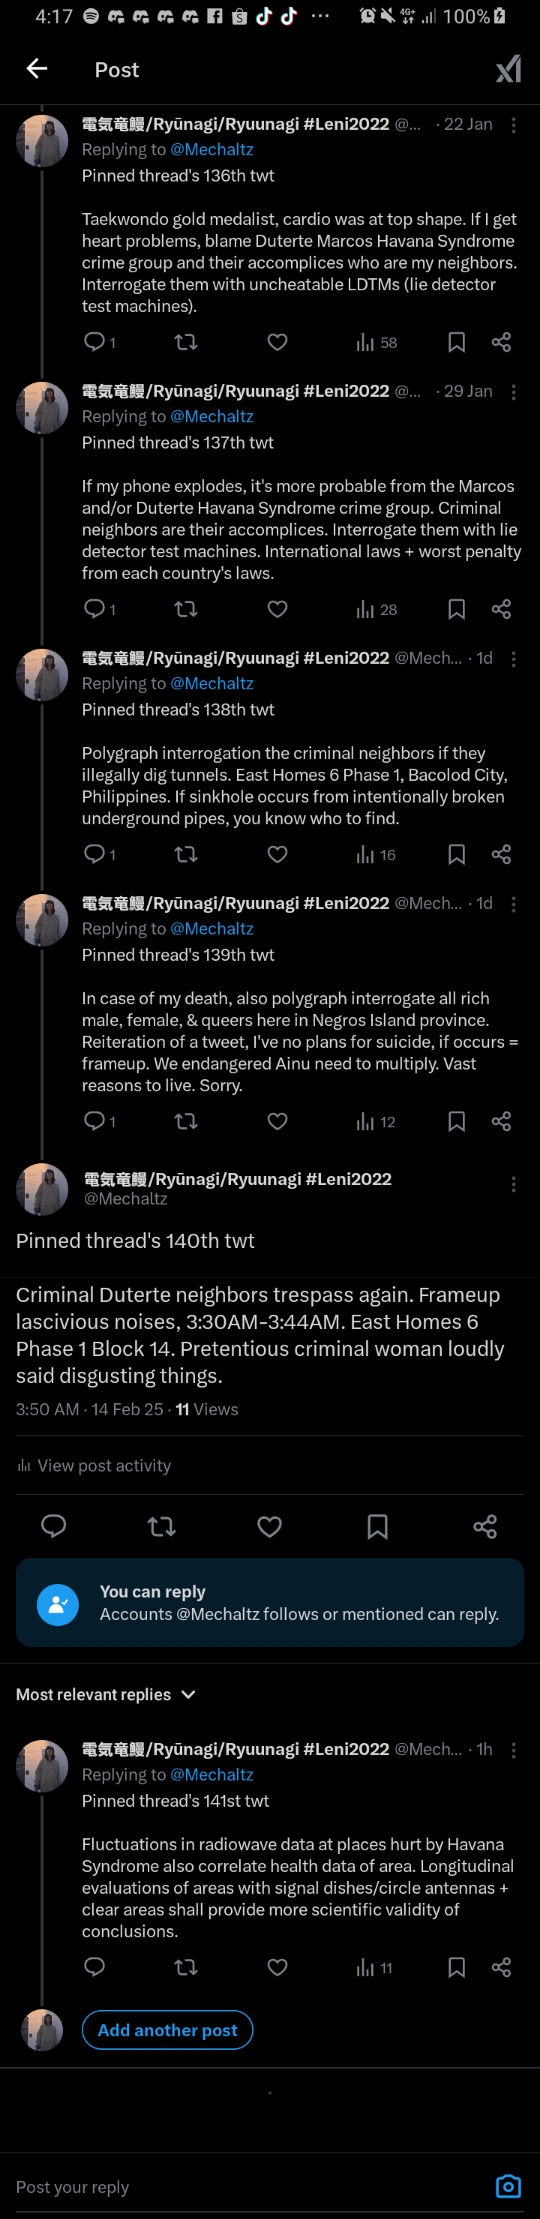 4:17
100%
Post
電気竜鰻/Ryūnagi/Ryuunagi #Leni2022 @... · 22 Jan
Replying to @Mechaltz
Pinned thread's 136th twt
Taekwondo gold medalist, cardio was at top shape. If I get
heart problems, blame Duterte Marcos Havana Syndrome
crime group and their accomplices who are my neighbors.
Interrogate them with uncheatable LDTMs (lie detector
test machines).
1 58
電気竜鰻/Ryūnagi/Ryuunagi #Leni2022 @... · 29 Jan
Replying to @Mechaltz
Pinned thread's 137th twt
If my phone explodes, it's more probable from the Marcos
and/or Duterte Havana Syndrome crime group. Criminal
neighbors are their accomplices. Interrogate them with lie
detector test machines. International laws + worst penalty
from each country's laws.
1 28
電気竜鰻/Ryūnagi/Ryuunagi #Leni2022 @Mech... · 1d
Replying to @Mechaltz
Pinned thread's 138th twt
Polygraph interrogation the criminal neighbors if they
illegally dig tunnels. East Homes 6 Phase 1, Bacolod City,
Philippines. If sinkhole occurs from intentionally broken
underground pipes, you know who to find.
1 16
電気竜鰻/Ryūnagi/Ryuunagi #Leni2022 @Mech... · 1d
Replying to @Mechaltz
Pinned thread's 139th twt
In case of my death, also polygraph interrogate all rich
male, female, & queers here in Negros Island province.
Reiteration of a tweet, I've no plans for suicide, if occurs =
frameup. We endangered Ainu need to multiply. Vast
reasons to live. Sorry.
1 12
電気竜鰻/Ryūnagi/Ryuunagi #Leni2022
@Mechaltz
Pinned thread's 140th twt
Criminal Duterte neighbors trespass again. Frameup
lascivious noises, 3:30AM-3:44AM. East Homes 6
Phase 1 Block 14. Pretentious criminal woman loudly
said disgusting things.
3:50 AM · 14 Feb 25 · 11 Views
View post activity
You can reply
Accounts @Mechaltz follows or mentioned can reply.
Most relevant replies
電気竜鰻/Ryūnagi/Ryuunagi #Leni2022 @Mech... · 1h
Replying to @Mechaltz
Pinned thread's 141st twt
Fluctuations in radiowave data at places hurt by Havana
Syndrome also correlate health data of area. Longitudinal
evaluations of areas with signal dishes/circle antennas +
clear areas shall provide more scientific validity of
conclusions.
11
Add another post
Post your reply